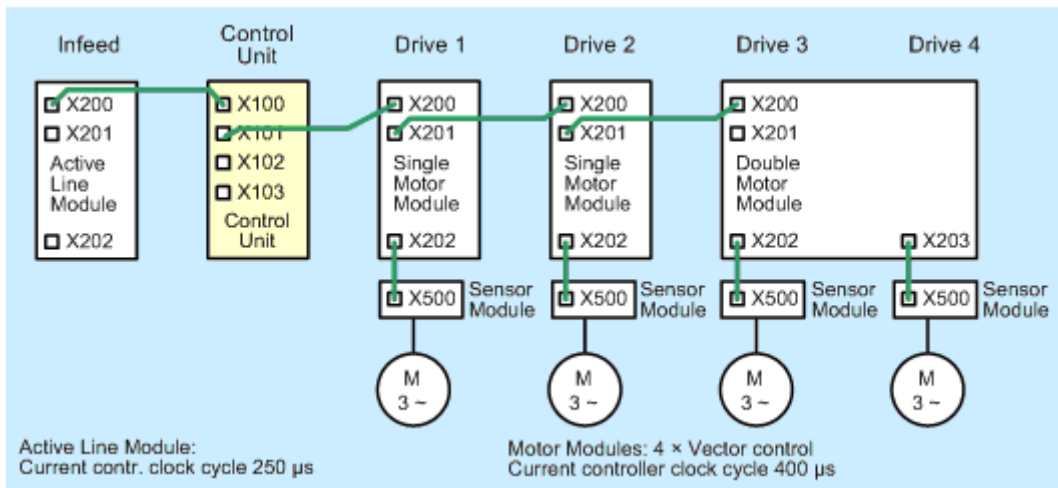 Infeed
Control
Unit
Drive 1
Drive 2
Drive 3
Drive 4
X200
X201
Active
Line
Module
X202
X100
X101
X102
X103
Control
Unit
X200
X201
Single
Motor
Module
X202
X200
X201
Single
Motor
Module
X202
X200
X201
Double
Motor
Module
X202
X203
X500
Sensor
Module
X500
Sensor
Module
X500
Sensor
Module
X500
Sensor
Module
M
3 ~
M
3 ~
M
3 ~
M
3 ~
Active Line Module:
Current contr. clock cycle 250 µs
Motor Modules: 4 × Vector control
Current controller clock cycle 400 µs